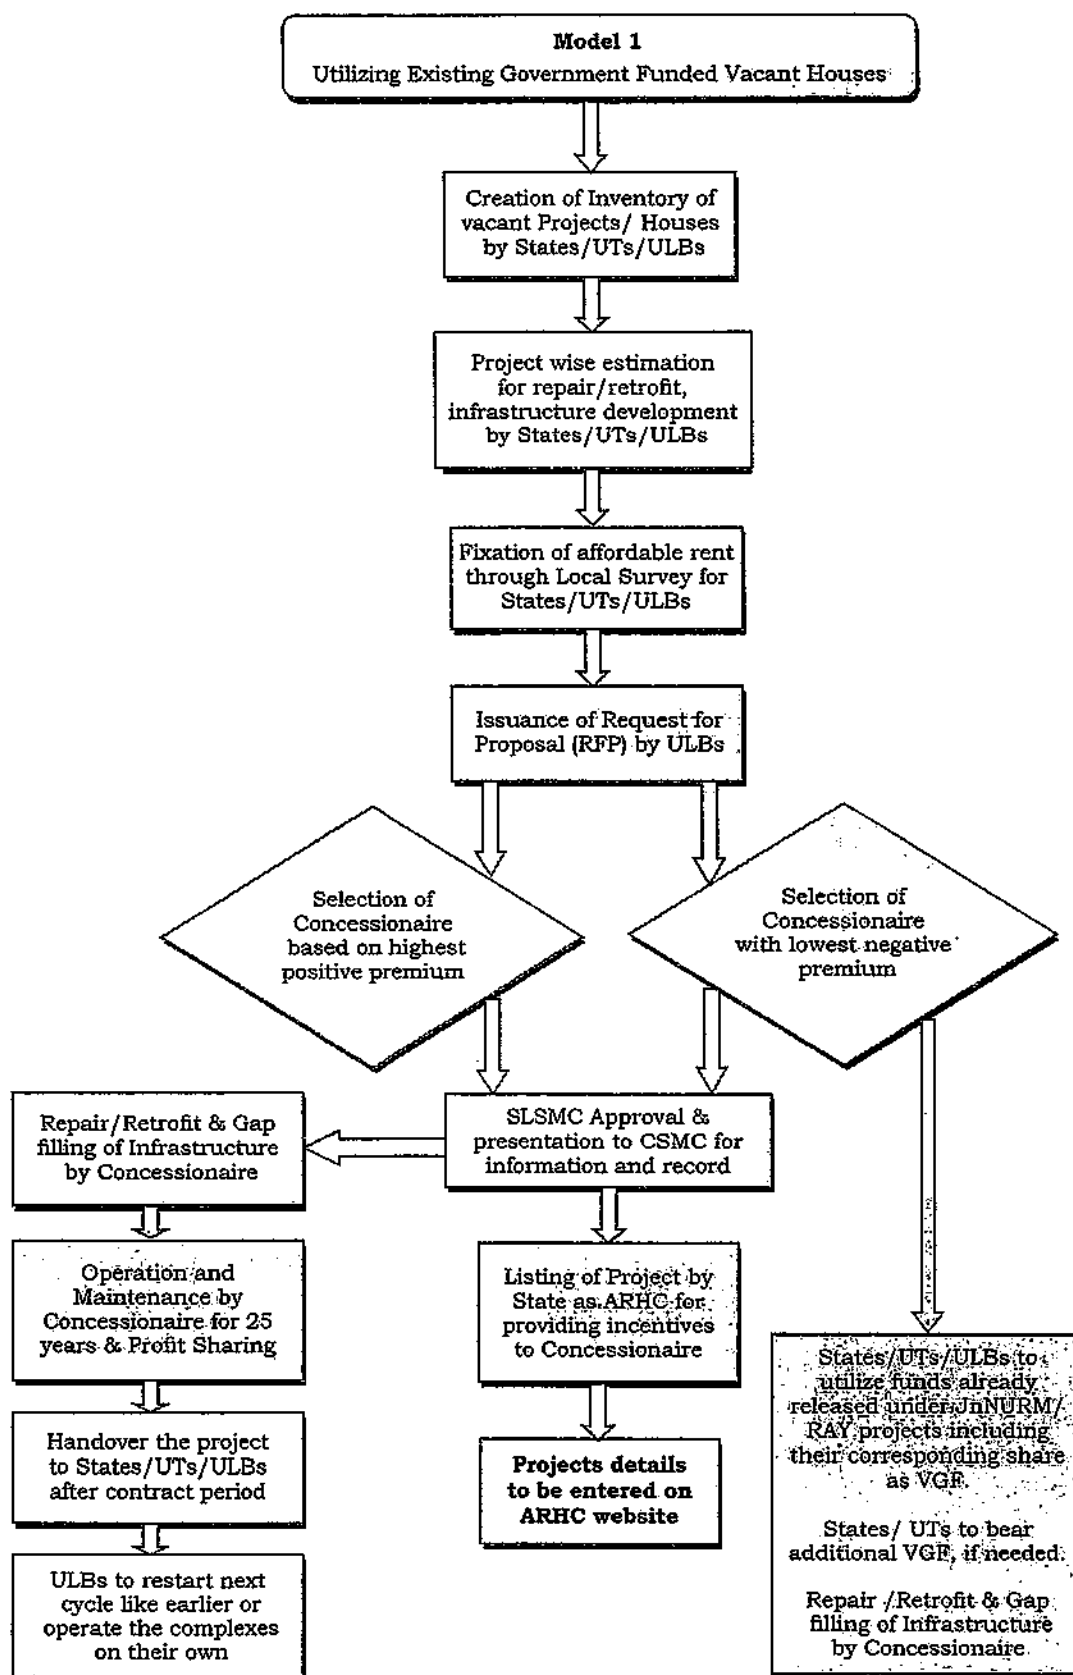 Model 1
Utilizing Existing Government Funded Vacant Houses
Creation of Inventory of
vacant Projects/ Houses
by States/UTs/ULBs
Project wise estimation
for repair/retrofit,
infrastructure development
by States/UTs/ULBs
Fixation of affordable rent
through Local Survey for
States/UTs/ULBs
Issuance of Request for
Proposal (RFP) by ULBs
Selection of
Concessionaire
based on highest
positive premium
Selection of
Concessionaire
with lowest negative
premium
SLSMC Approval &
presentation to CSMC for
information and record
Repair/Retrofit & Gap
filling of Infrastructure
by Concessionaire
Operation and
Maintenance by
Concessionaire for 25
years & Profit Sharing
Handover the project
to States/UTs/ULBs
after contract period
ULBs to restart next
cycle like earlier or
operate the complexes
on their own
Listing of Project by
State as ARHC for
providing incentives
to Concessionaire
Projects details
to be entered on
ARHC website
States/UTs/ULBs to
utilize funds already
released under JnNURM/
RAY projects including
their corresponding share
as VGF.
States/ UTs to bear
additional VGF, if needed.
Repair /Retrofit & Gap
filling of Infrastructure
by Concessionaire